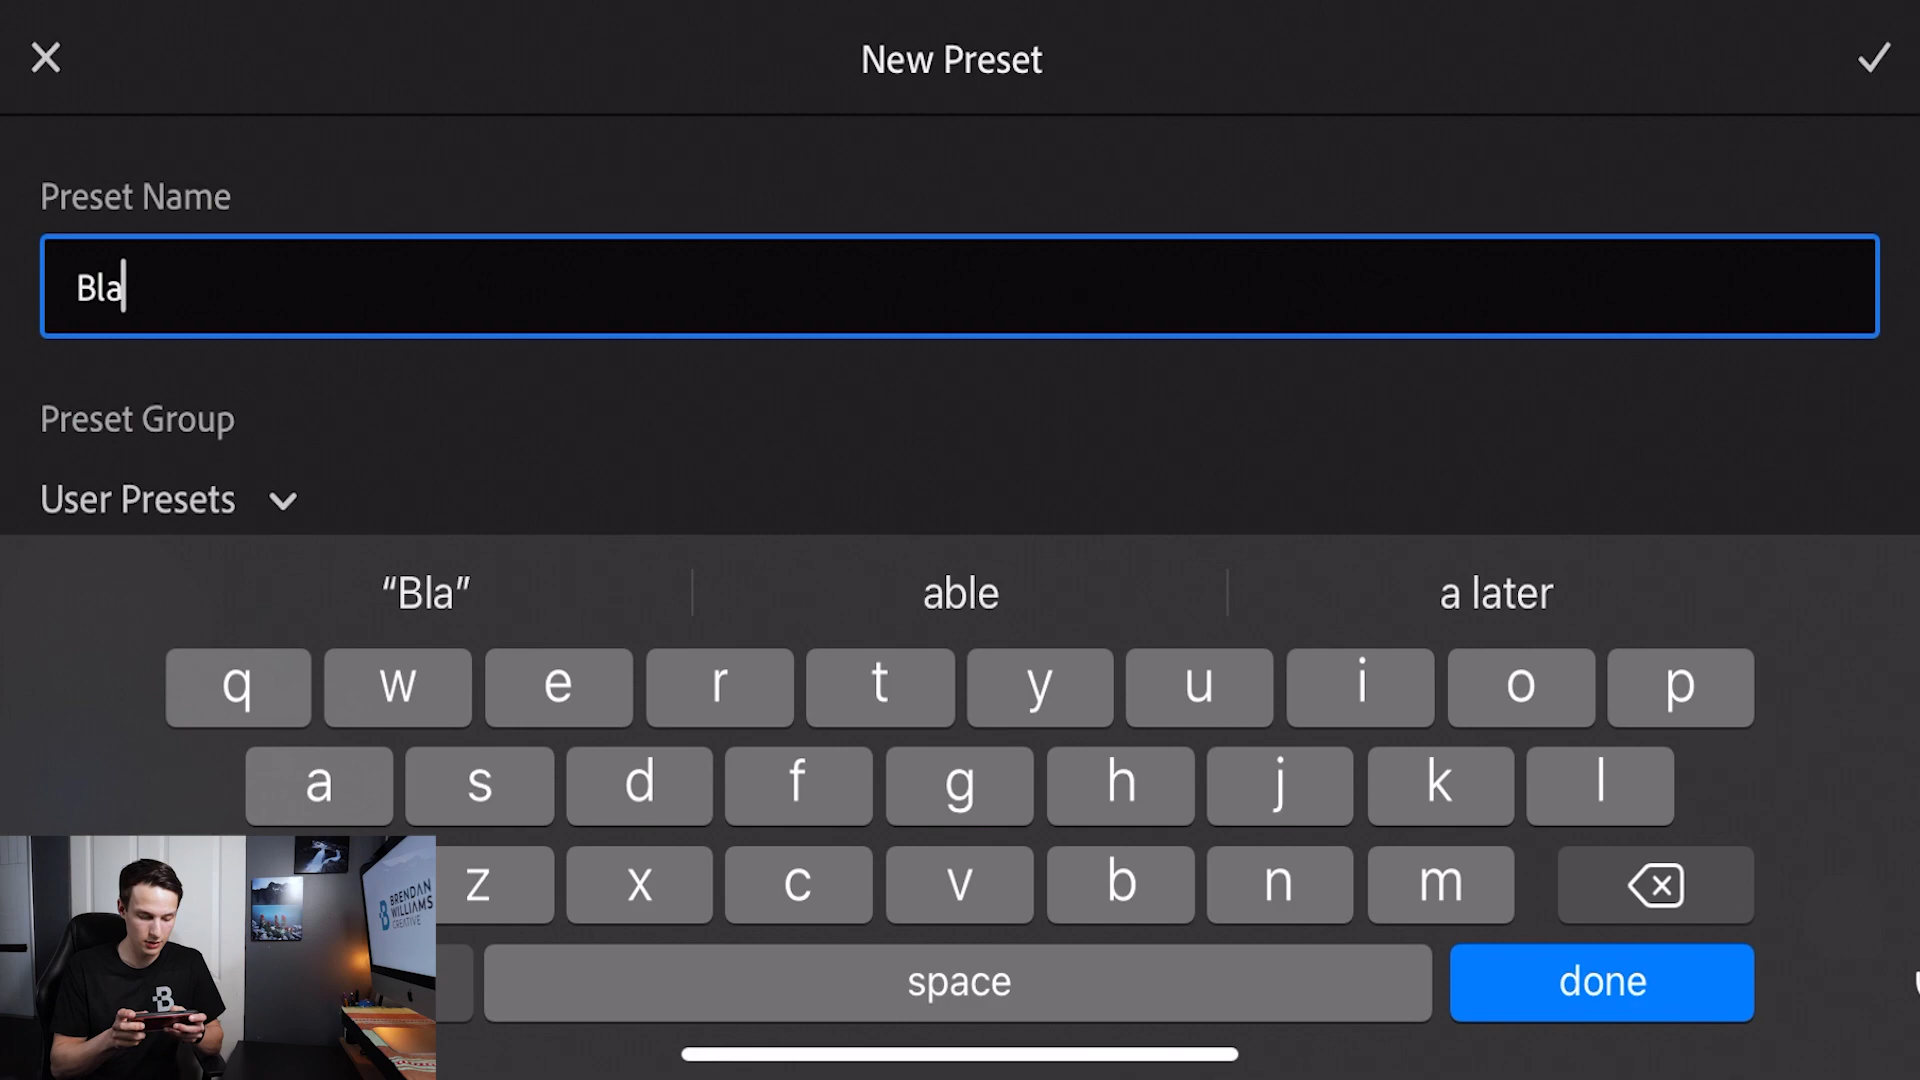 New Preset
Preset Name
Bla
Preset Group
User Presets
“Bla” able a later
q w e r t y u i o p
a s d f g h j k l
z x c v b n m
space done
BRENDAN
WILLIAMS
CREATIVE
B